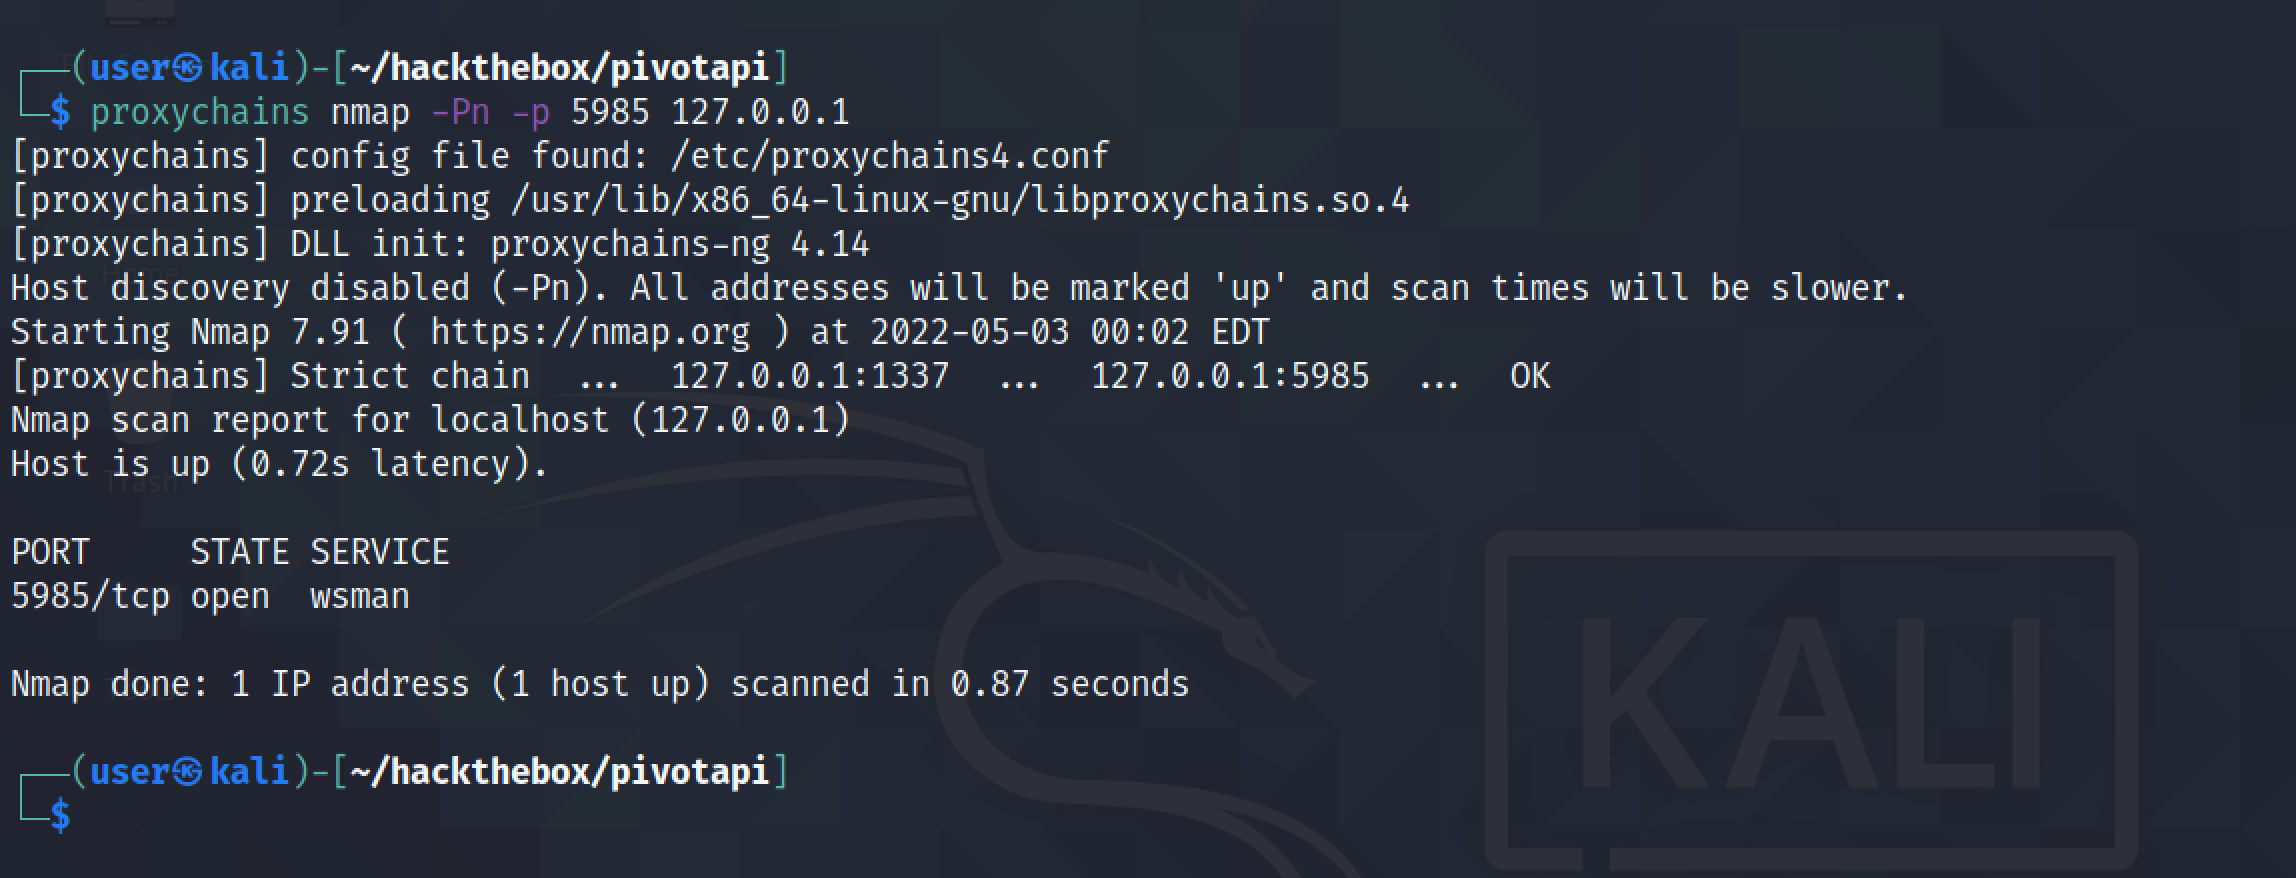 ┌──(user㉿kali)-[~/hackthebox/pivotapi]
└─$ proxychains nmap -Pn -p 5985 127.0.0.1
[proxychains] config file found: /etc/proxychains4.conf
[proxychains] preloading /usr/lib/x86_64-linux-gnu/libproxychains.so.4
[proxychains] DLL init: proxychains-ng 4.14
Host discovery disabled (-Pn). All addresses will be marked 'up' and scan times will be slower.
Starting Nmap 7.91 ( https://nmap.org ) at 2022-05-03 00:02 EDT
[proxychains] Strict chain  ...  127.0.0.1:1337  ...  127.0.0.1:5985  ...  OK
Nmap scan report for localhost (127.0.0.1)
Host is up (0.72s latency).
PORT     STATE SERVICE
5985/tcp open  wsman
Nmap done: 1 IP address (1 host up) scanned in 0.87 seconds
┌──(user㉿kali)-[~/hackthebox/pivotapi]
└─$
Home
Trash
KALI